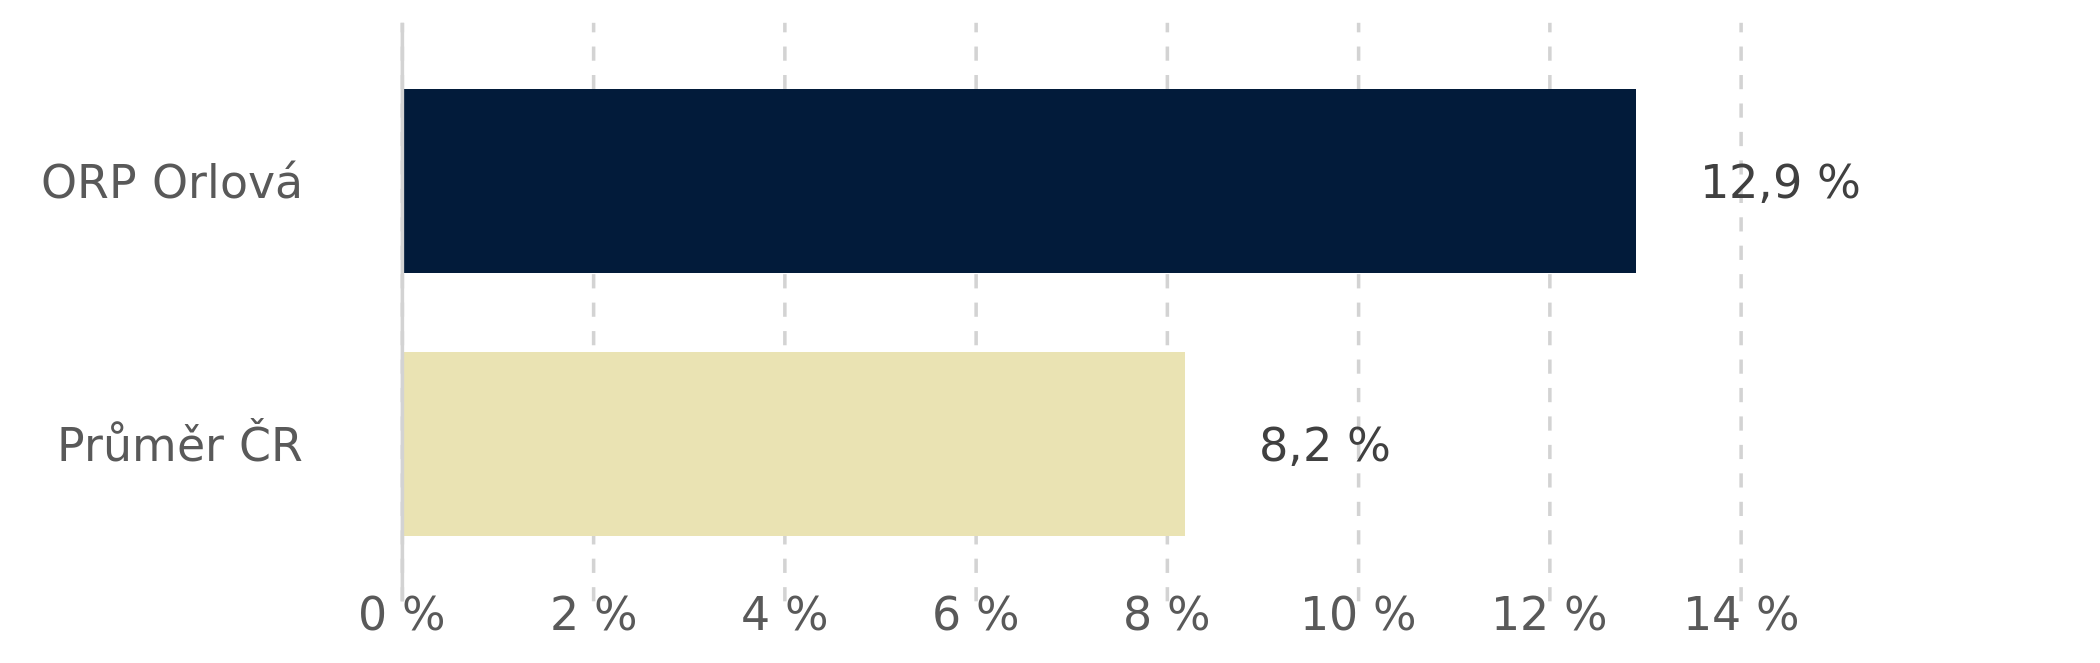 ORP Orlová 12,9 %
Průměr ČR 8,2 %
0 % 2 % 4 % 6 % 8 % 10 % 12 % 14 %